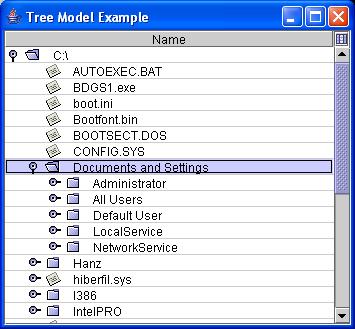 Tree Model Example
Name
C:\
AUTOEXEC.BAT
BDGS1.exe
boot.ini
Bootfont.bin
BOOTSECT.DOS
CONFIG.SYS
Documents and Settings
Administrator
All Users
Default User
LocalService
NetworkService
Hanz
hiberfil.sys
I386
IntelPRO